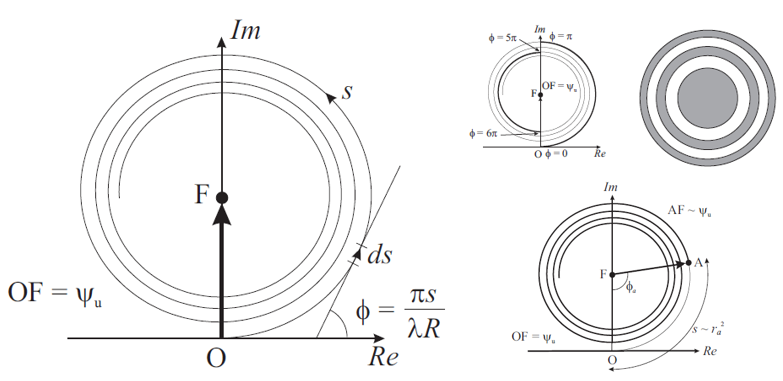 Im
s
F
ds
OF = ψu
ϕ = πs/λR
O
Re
Im
ϕ = 5π
ϕ = π
F
OF = ψu
ϕ = 6π
O
ϕ = 0
Re
Im
AF ~ ψu
A
F
ϕa
s ~ ra²
OF = ψu
O
Re